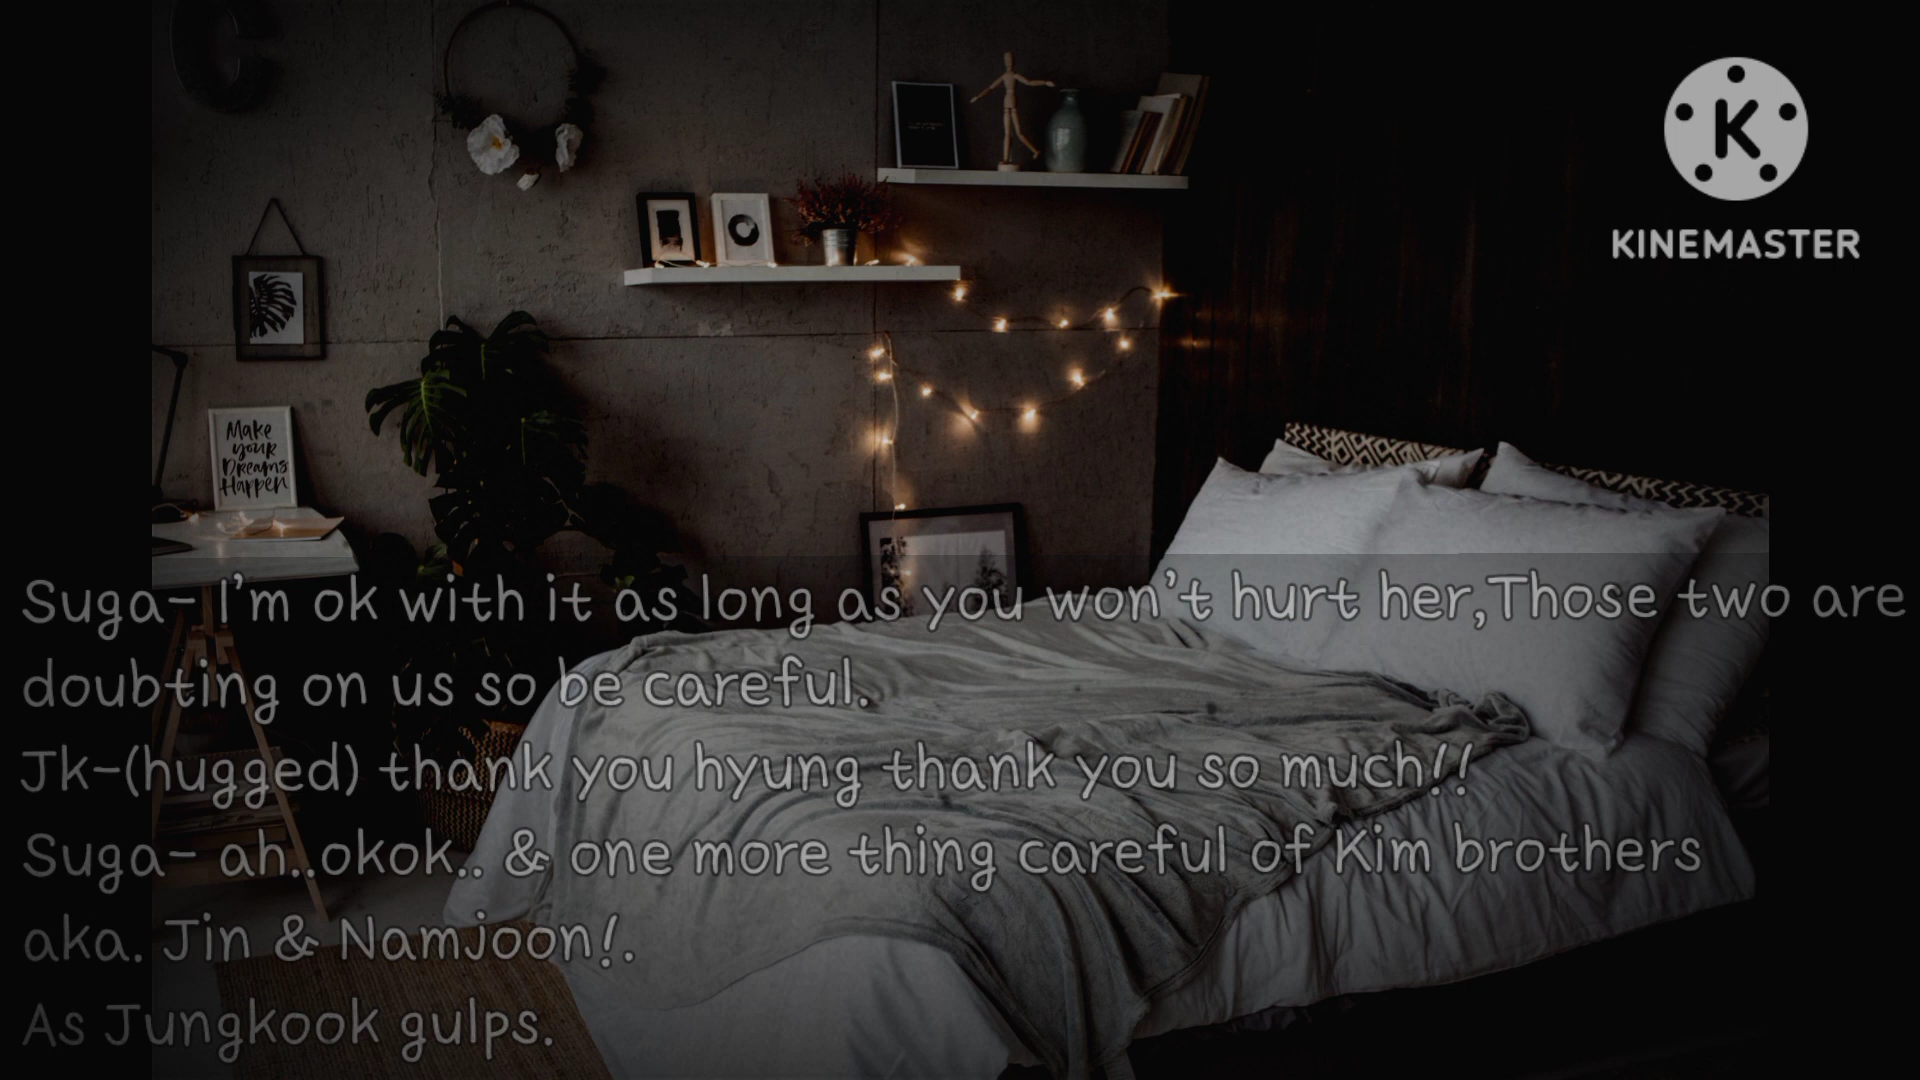 K
KINEMASTER
Make
your
Dreams
Happen
Suga- I'm ok with it as long as you won't hurt her,Those two are
doubting on us so be careful.
Jk-(hugged) thank you hyung thank you so much!!
Suga- ah..okok.. & one more thing careful of Kim brothers
aka. Jin & Namjoon!.
As Jungkook gulps.